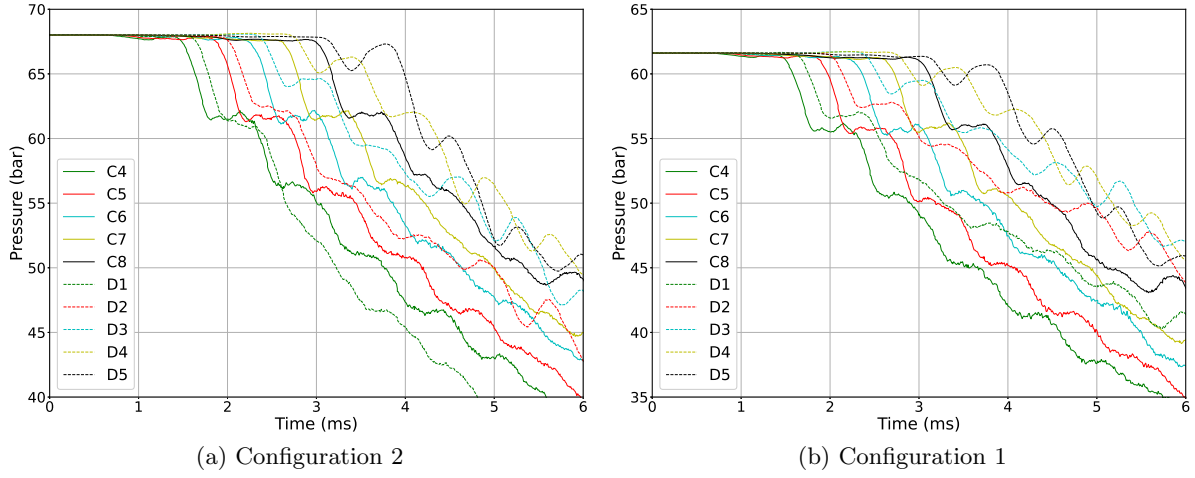 70
65
60
55
50
45
40
Pressure (bar)
C4
C5
C6
C7
C8
D1
D2
D3
D4
D5
0 1 2 3 4 5 6
Time (ms)
(a) Configuration 2
65
60
55
50
45
40
35
Pressure (bar)
C4
C5
C6
C7
C8
D1
D2
D3
D4
D5
0 1 2 3 4 5 6
Time (ms)
(b) Configuration 1